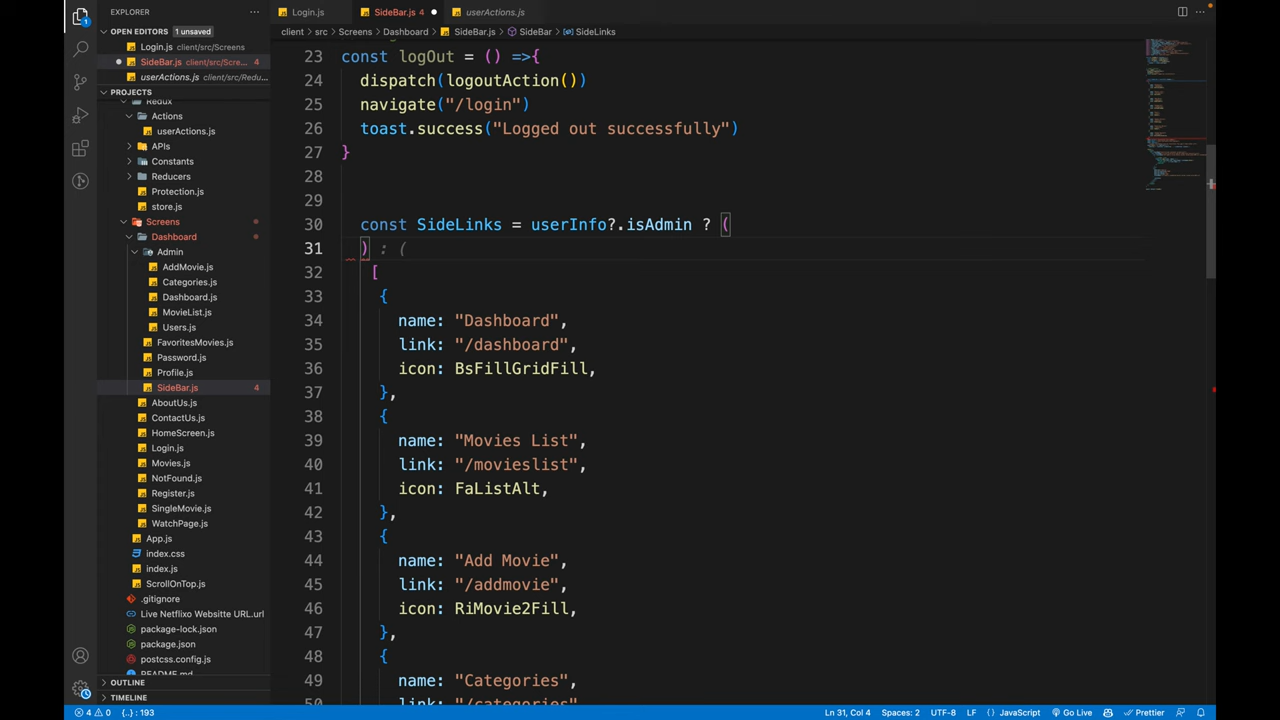 EXPLORER
Login.js
SideBar.js 4
userActions.js
OPEN EDITORS 1 unsaved
client > src > Screens > Dashboard > SideBar.js > SideBar > SideLinks
Login.js client/src/Screens
SideBar.js client/src/Scre... 4
userActions.js client/src/Redu...
PROJECTS
Redux
Actions
userActions.js
APIs
Constants
Reducers
Protection.js
store.js
Screens
Dashboard
Admin
AddMovie.js
Categories.js
Dashboard.js
MovieList.js
Users.js
FavoritesMovies.js
Password.js
Profile.js
SideBar.js 4
AboutUs.js
ContactUs.js
HomeScreen.js
Login.js
Movies.js
NotFound.js
Register.js
SingleMovie.js
WatchPage.js
App.js
index.css
index.js
ScrollOnTop.js
.gitignore
Live Netflixo Websitte URL.url
package-lock.json
package.json
postcss.config.js
README.md
OUTLINE
TIMELINE
23 const logOut = () =>{
24 dispatch(logoutAction())
25 navigate("/login")
26 toast.success("Logged out successfully")
27 }
28
29
30 const SideLinks = userInfo?.isAdmin ? (
31 ) : (
32 [
33 {
34 name: "Dashboard",
35 link: "/dashboard",
36 icon: BsFillGridFill,
37 },
38 {
39 name: "Movies List",
40 link: "/movieslist",
41 icon: FaListAlt,
42 },
43 {
44 name: "Add Movie",
45 link: "/addmovie",
46 icon: RiMovie2Fill,
47 },
48 {
49 name: "Categories",
50 link: "/categories"
4 0 {..} : 193
Ln 31, Col 4 Spaces: 2 UTF-8 LF {} JavaScript Go Live Prettier